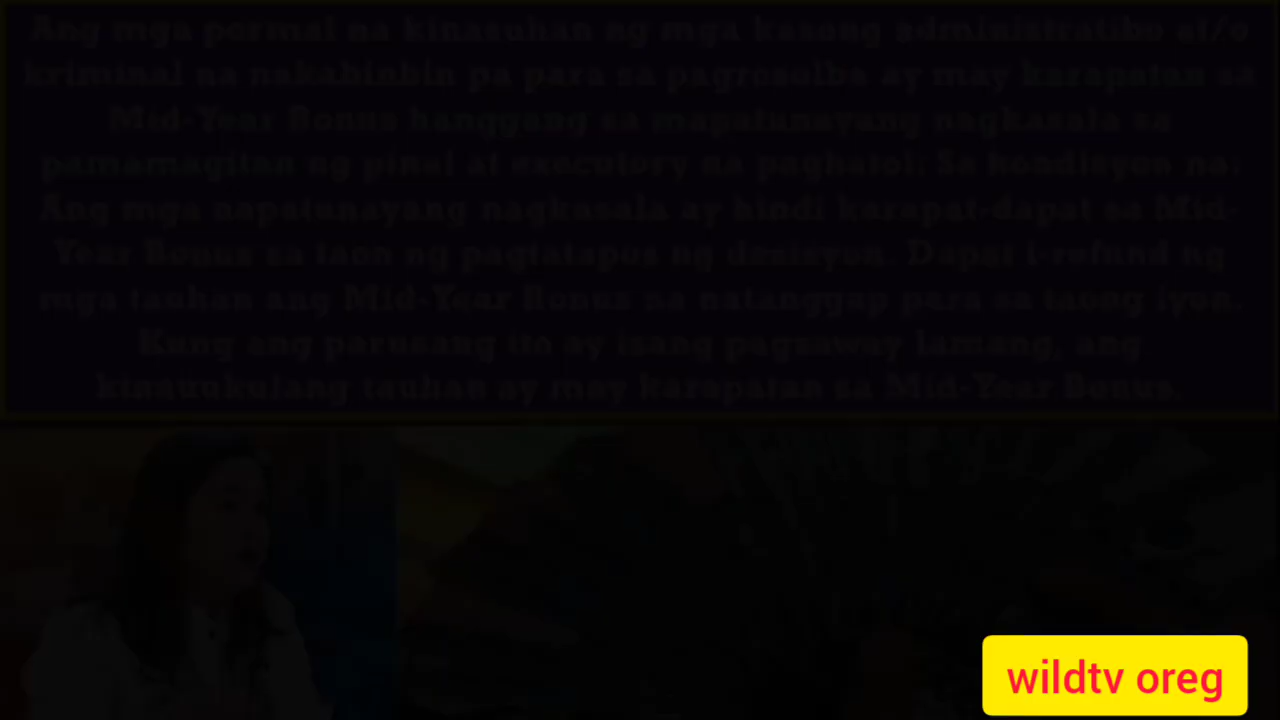 Ang mga pormal na kinasuhan ng mga kasong administratibo at/o
kriminal na nakabinbin pa para sa pagresolba ay may karapatan sa
Mid-Year Bonus hanggang sa mapatunayang nagkasala sa
pamamagitan ng pinal at executory na paghatol: Sa kondisyon na:
Ang mga napatunayang nagkasala ay hindi karapat-dapat sa Mid-
Year Bonus sa taon ng pagtatapos ng desisyon. Dapat i-refund ng
mga tauhan ang Mid-Year Bonus na natanggap para sa taong iyon.
Kung ang parusang ito ay isang pagsaway lamang, ang
kinauukulang tauhan ay may karapatan sa Mid-Year Bonus.
wildtv oreg